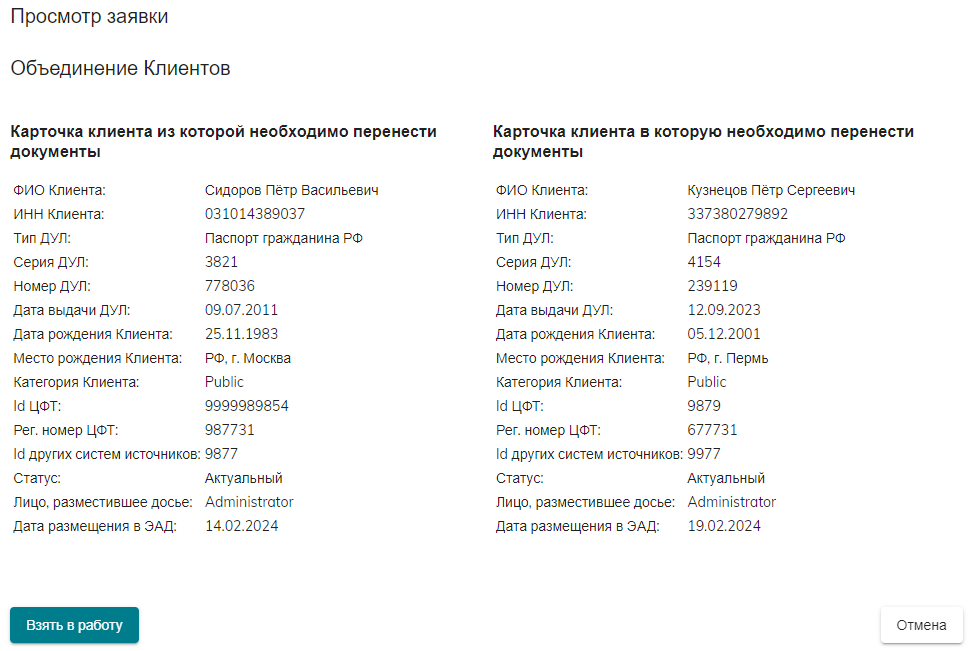 Просмотр заявки
Объединение Клиентов
Карточка клиента из которой необходимо перенести
документы
ФИО Клиента: Сидоров Пётр Васильевич
ИНН Клиента: 031014389037
Тип ДУЛ: Паспорт гражданина РФ
Серия ДУЛ: 3821
Номер ДУЛ: 778036
Дата выдачи ДУЛ: 09.07.2011
Дата рождения Клиента: 25.11.1983
Место рождения Клиента: РФ, г. Москва
Категория Клиента: Public
Id ЦФТ: 9999989854
Рег. номер ЦФТ: 987731
Id других систем источников: 9877
Статус: Актуальный
Лицо, разместившее досье: Administrator
Дата размещения в ЭАД: 14.02.2024
Карточка клиента в которую необходимо перенести
документы
ФИО Клиента: Кузнецов Пётр Сергеевич
ИНН Клиента: 337380279892
Тип ДУЛ: Паспорт гражданина РФ
Серия ДУЛ: 4154
Номер ДУЛ: 239119
Дата выдачи ДУЛ: 12.09.2023
Дата рождения Клиента: 05.12.2001
Место рождения Клиента: РФ, г. Пермь
Категория Клиента: Public
Id ЦФТ: 9879
Рег. номер ЦФТ: 677731
Id других систем источников: 9977
Статус: Актуальный
Лицо, разместившее досье: Administrator
Дата размещения в ЭАД: 19.02.2024
Взять в работу
Отмена